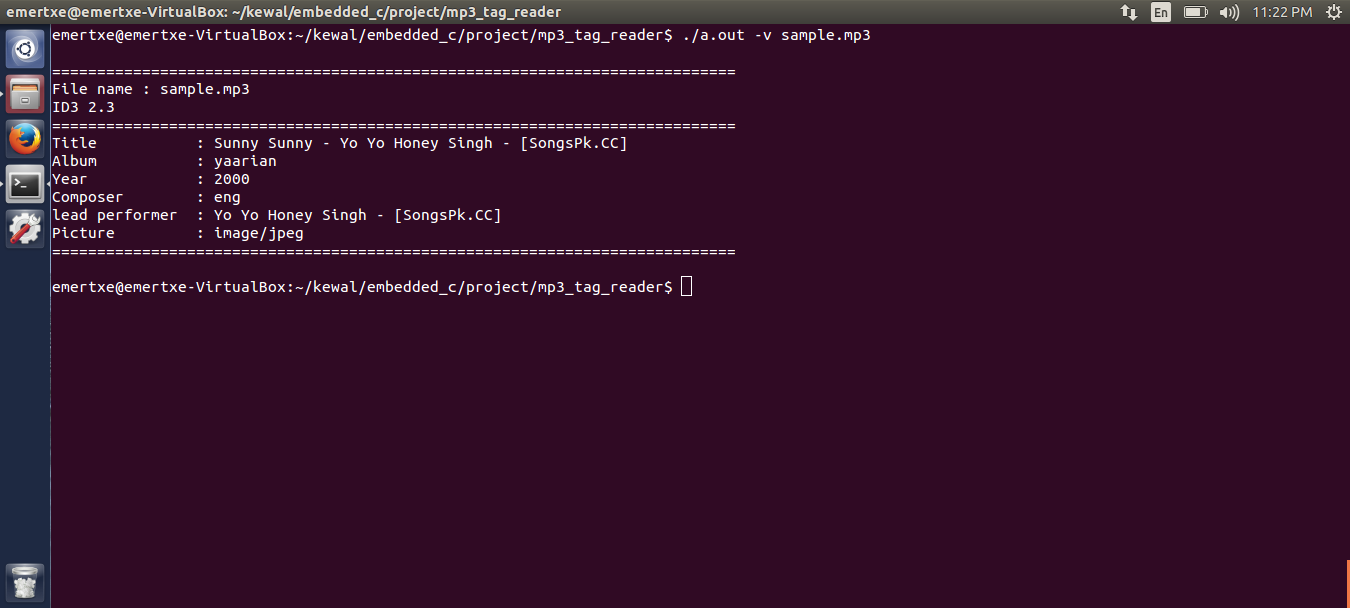 emertxe@emertxe-VirtualBox: ~/kewal/embedded_c/project/mp3_tag_reader
En
11:22 PM
emertxe@emertxe-VirtualBox:~/kewal/embedded_c/project/mp3_tag_reader$ ./a.out -v sample.mp3
============================================================================
File name : sample.mp3
ID3 2.3
============================================================================
Title           : Sunny Sunny - Yo Yo Honey Singh - [SongsPk.CC]
Album           : yaarian
Year            : 2000
Composer        : eng
lead performer  : Yo Yo Honey Singh - [SongsPk.CC]
Picture         : image/jpeg
============================================================================
emertxe@emertxe-VirtualBox:~/kewal/embedded_c/project/mp3_tag_reader$